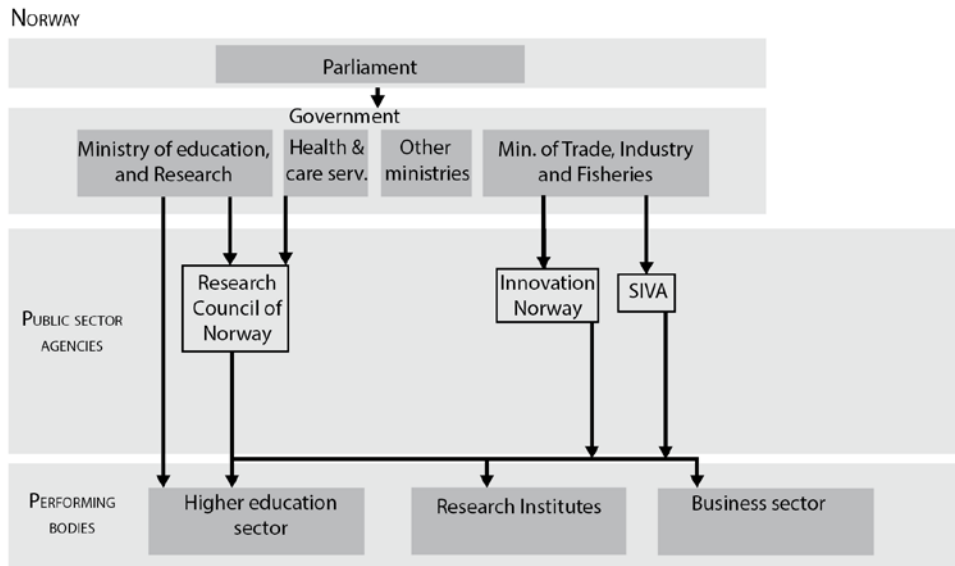 NORWAY
Parliament
Government
Ministry of education,
and Research
Health &
care serv.
Other
ministries
Min. of Trade, Industry
and Fisheries
PUBLIC SECTOR
AGENCIES
Research
Council of
Norway
Innovation
Norway
SIVA
PERFORMING
BODIES
Higher education
sector
Research Institutes
Business sector